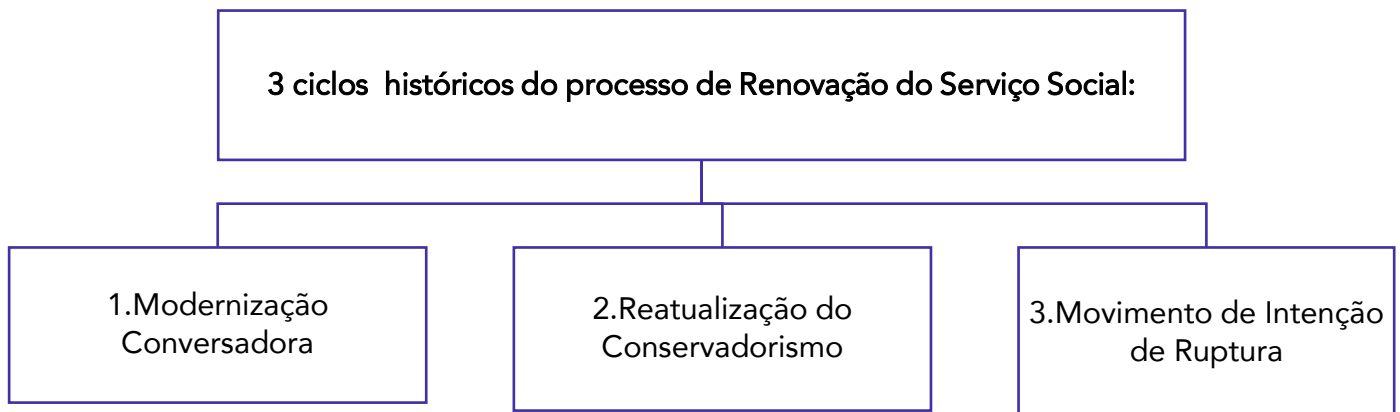 3 ciclos históricos do processo de Renovação do Serviço Social:
1.Modernização
Conversadora
2.Reatualização do
Conservadorismo
3.Movimento de Intenção
de Ruptura